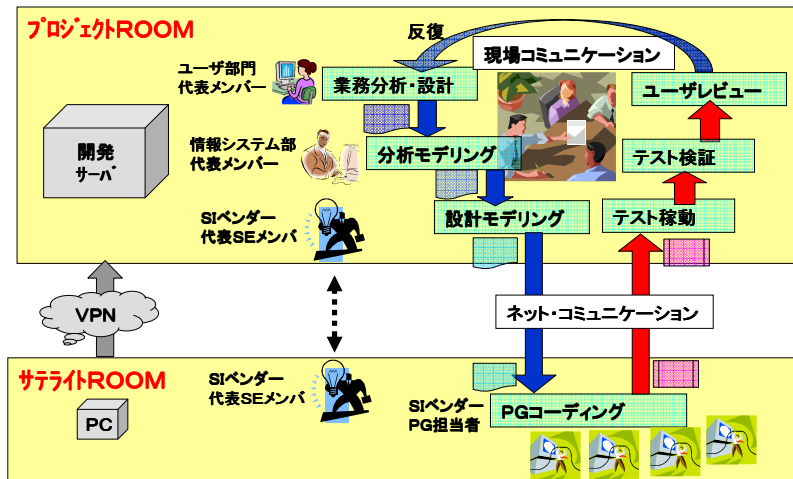 プロジェクトROOM
反復
現場コミュニケーション
ユーザ部門
代表メンバー
業務分析・設計
ユーザレビュー
開発
サーバ
情報システム部
代表メンバー
分析モデリング
テスト検証
SIベンダー
代表SEメンバ
設計モデリング
テスト稼動
VPN
ネット・コミュニケーション
サテライトROOM
PC
SIベンダー
代表SEメンバ
SIベンダー
PG担当者
PGコーディング